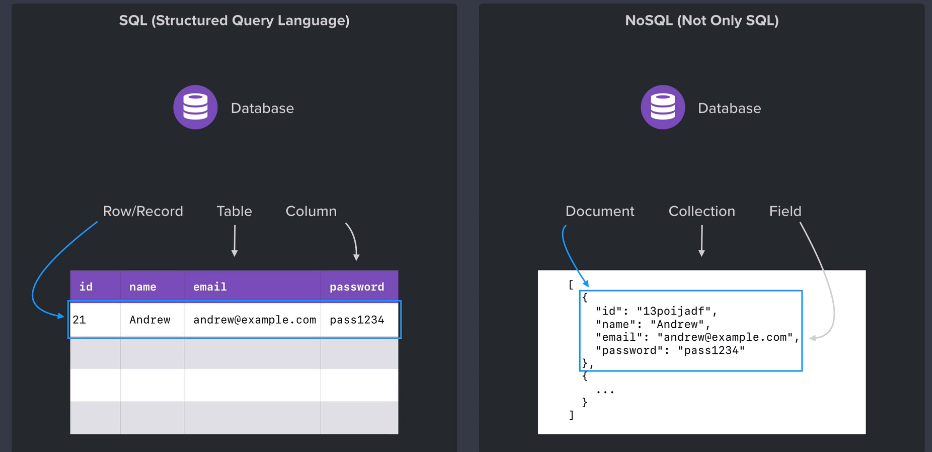 SQL (Structured Query Language)
Database
Row/Record Table Column
id name email password
21 Andrew andrew@example.com pass1234
NoSQL (Not Only SQL)
Database
Document Collection Field
[
{
"id": "13poijadf",
"name": "Andrew",
"email": "andrew@example.com",
"password": "pass1234"
},
{
...
}
]